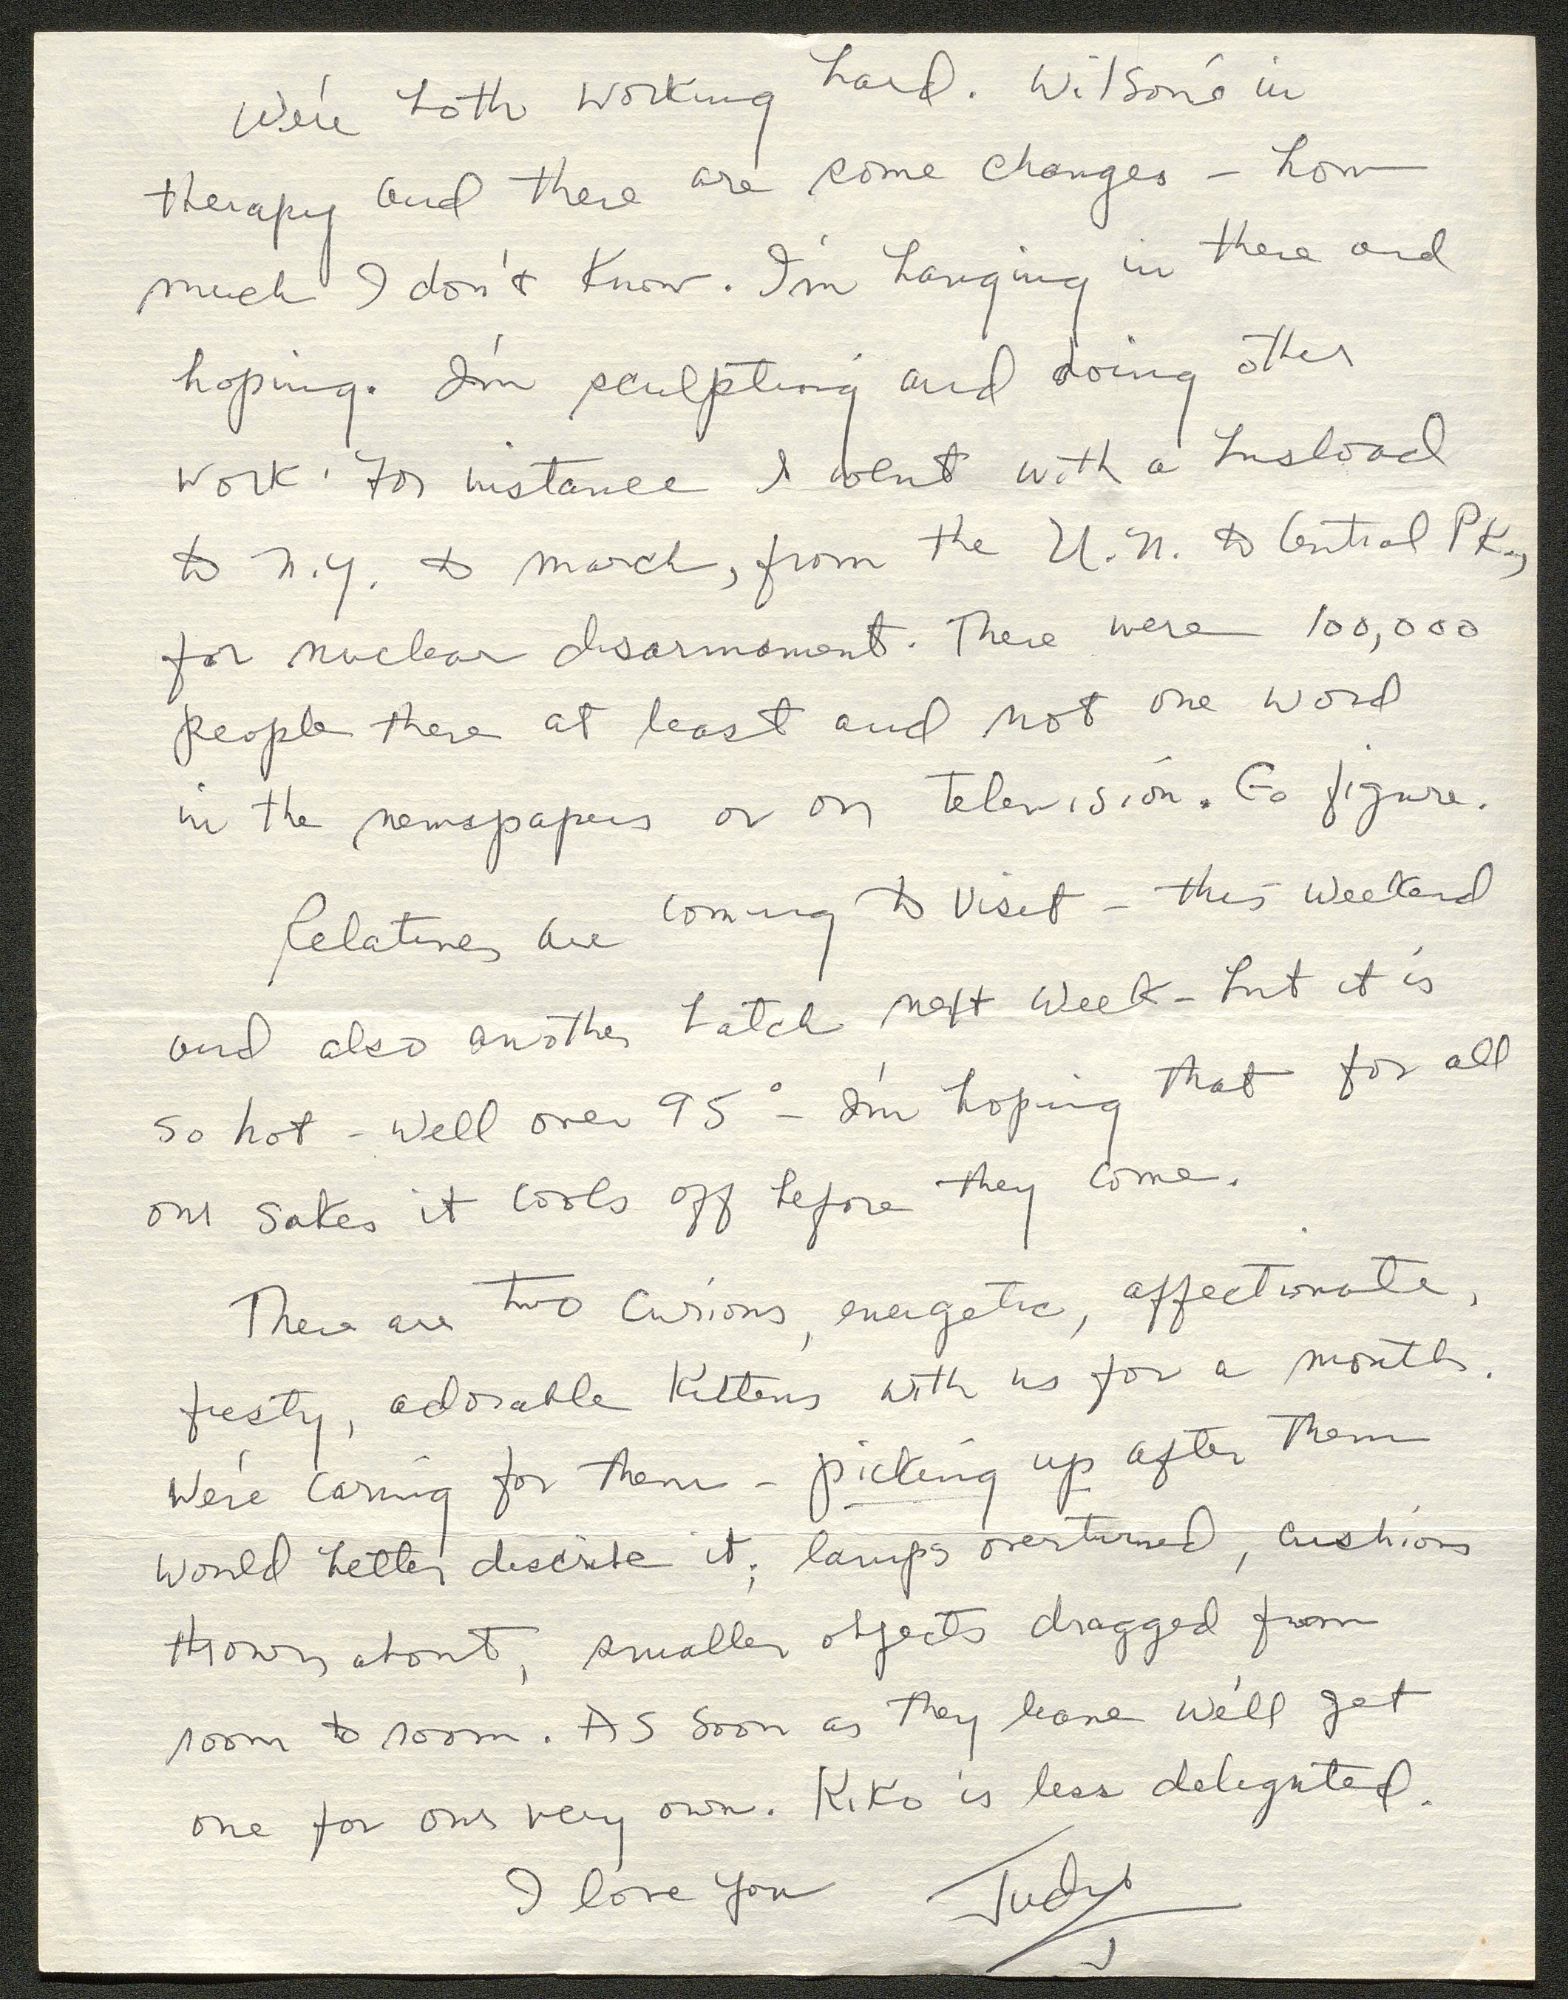 We're both working hard. Wilson's in
therapy and there are some changes – how
much I don't know. I'm hanging in there and
hoping. I'm sculpting and doing other
work. For instance I went with a busload
to N.Y. to march, from the U.N. to Central Pk.,
for nuclear disarmament. There were 100,000
people there at least and not one word
in the newspapers or on television. Go figure.
Relatives are coming to visit – this weekend
and also another batch next week – but it is
so hot – well over 95° – I'm hoping that for all
our sakes it cools off before they come.
There are two curious, energetic, affectionate,
fiesty, adorable kittens with us for a month.
We're caring for them – picking up after them
would better describe it; lamps overturned, cushions
thrown about, smaller objects dragged from
room to room. As soon as they leave we'll get
one for our very own. Kiko is less delighted.
I love you Judy